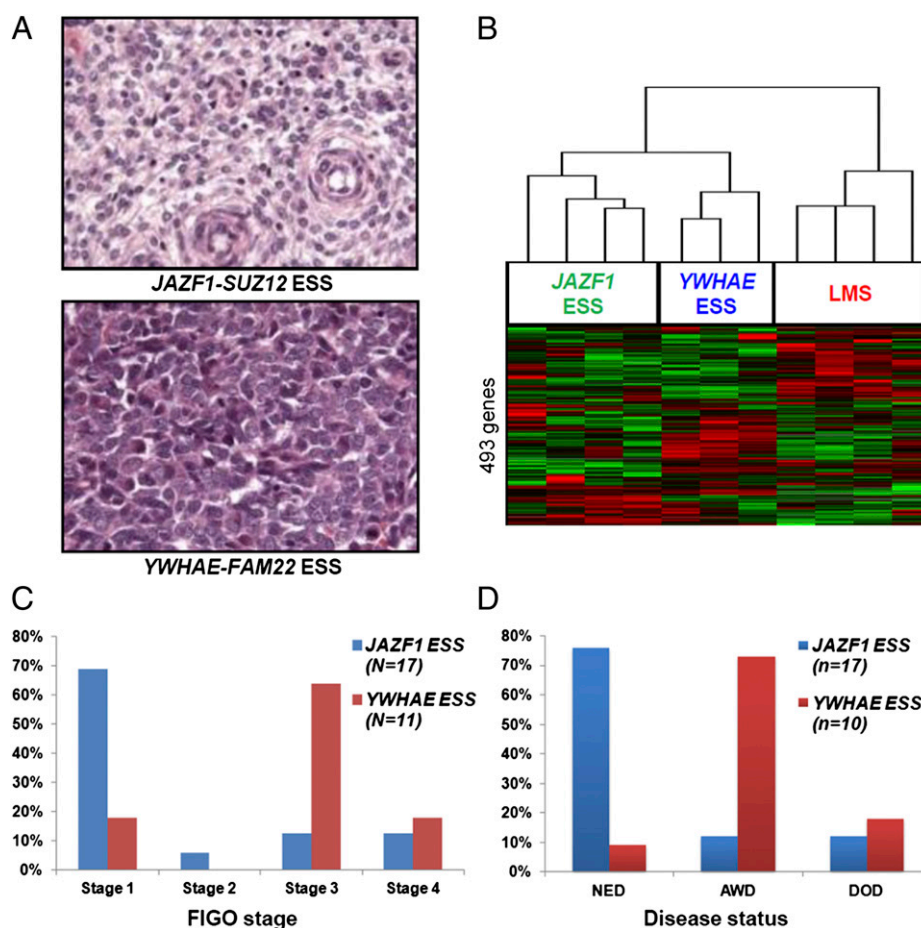 A
JAZF1-SUZ12 ESS
YWHAE-FAM22 ESS
B
JAZF1
ESS
YWHAE
ESS
LMS
493 genes
C
80%
70%
60%
50%
40%
30%
20%
10%
0%
JAZF1 ESS
(N=17)
YWHAE ESS
(N=11)
Stage 1 Stage 2 Stage 3 Stage 4
FIGO stage
D
80%
70%
60%
50%
40%
30%
20%
10%
0%
JAZF1 ESS
(n=17)
YWHAE ESS
(n=10)
NED AWD DOD
Disease status